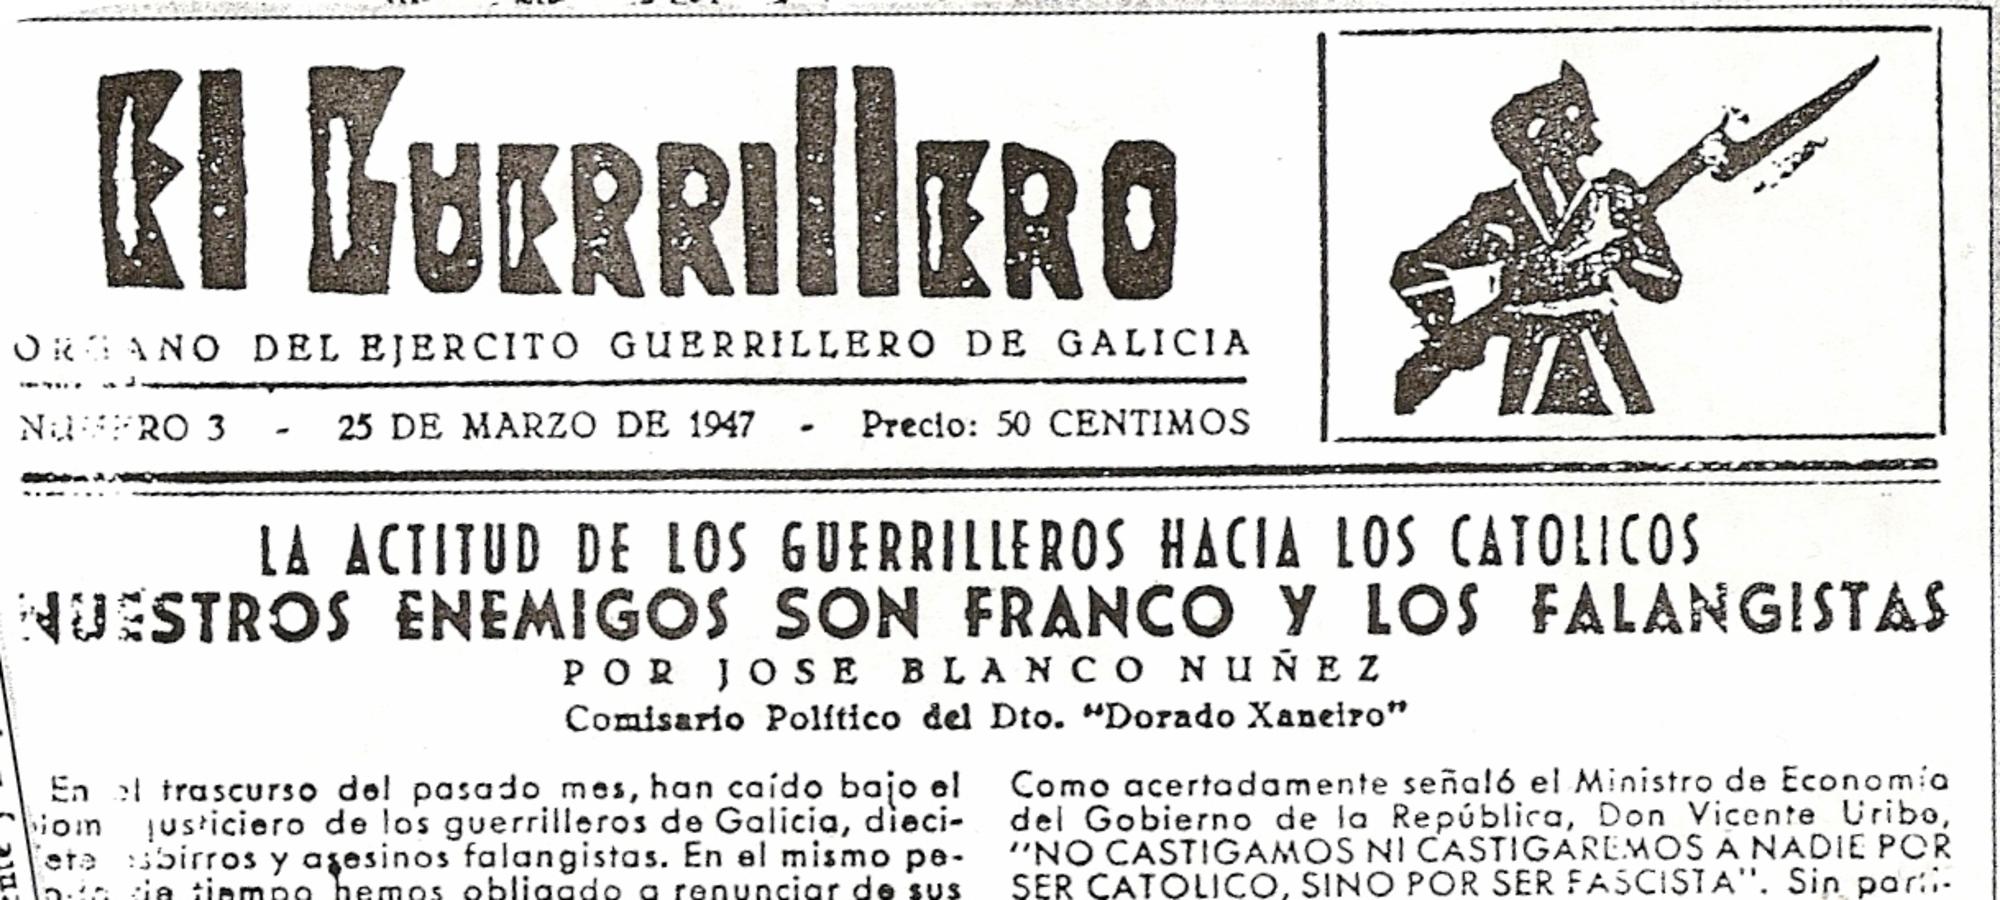 El Guerrillero
ORGANO DEL EJERCITO GUERRILLERO DE GALICIA
NUMERO 3 - 25 DE MARZO DE 1947 - Precio: 50 CENTIMOS
LA ACTITUD DE LOS GUERRILLEROS HACIA LOS CATOLICOS
NUESTROS ENEMIGOS SON FRANCO Y LOS FALANGISTAS
POR JOSE BLANCO NUÑEZ
Comisario Político del Dto. "Dorado Xaneiro"
En el trascurso del pasado mes, han caído bajo el
justiciero de los guerrilleros de Galicia, dieci-
esbirros y asesinos falangistas. En el mismo pe-
de tiempo hemos obligado a renunciar de sus
Como acertadamente señaló el Ministro de Economía
del Gobierno de la República, Don Vicente Uribo,
"NO CASTIGAMOS NI CASTIGAREMOS A NADIE POR
SER CATOLICO, SINO POR SER FASCISTA". Sin parti-